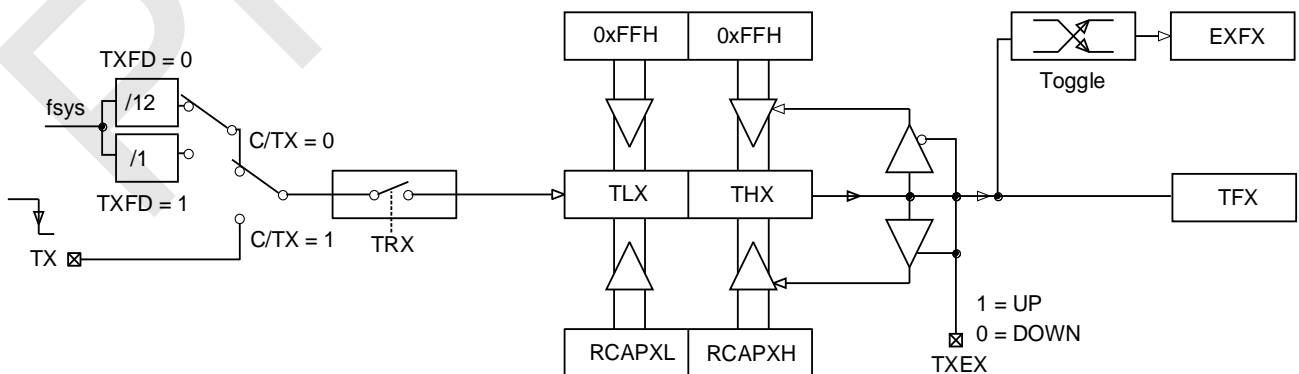 0xFFH 0xFFH
EXFX
TXFD = 0
Toggle
fsys
/12
C/TX = 0
/1
TLX THX
TFX
TXFD = 1
C/TX = 1
TRX
TX
1 = UP
0 = DOWN
RCAPXL RCAPXH
TXEX